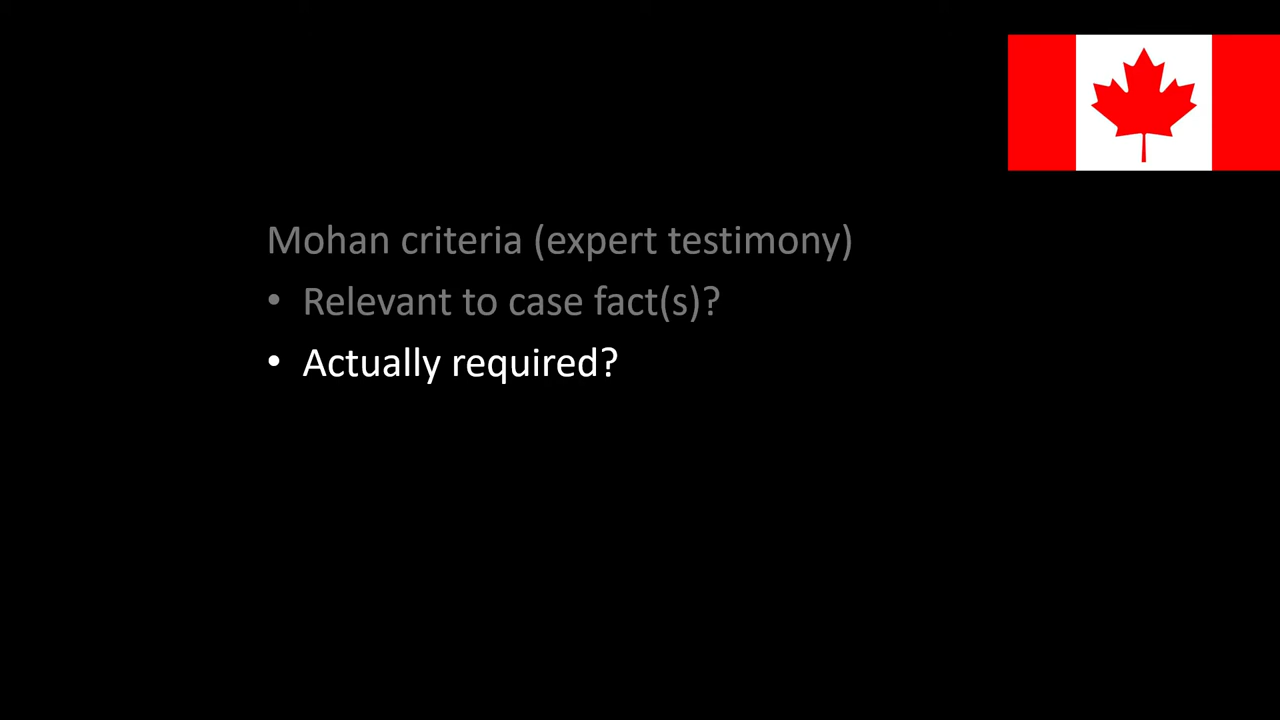 Mohan criteria (expert testimony)
• Relevant to case fact(s)?
• Actually required?